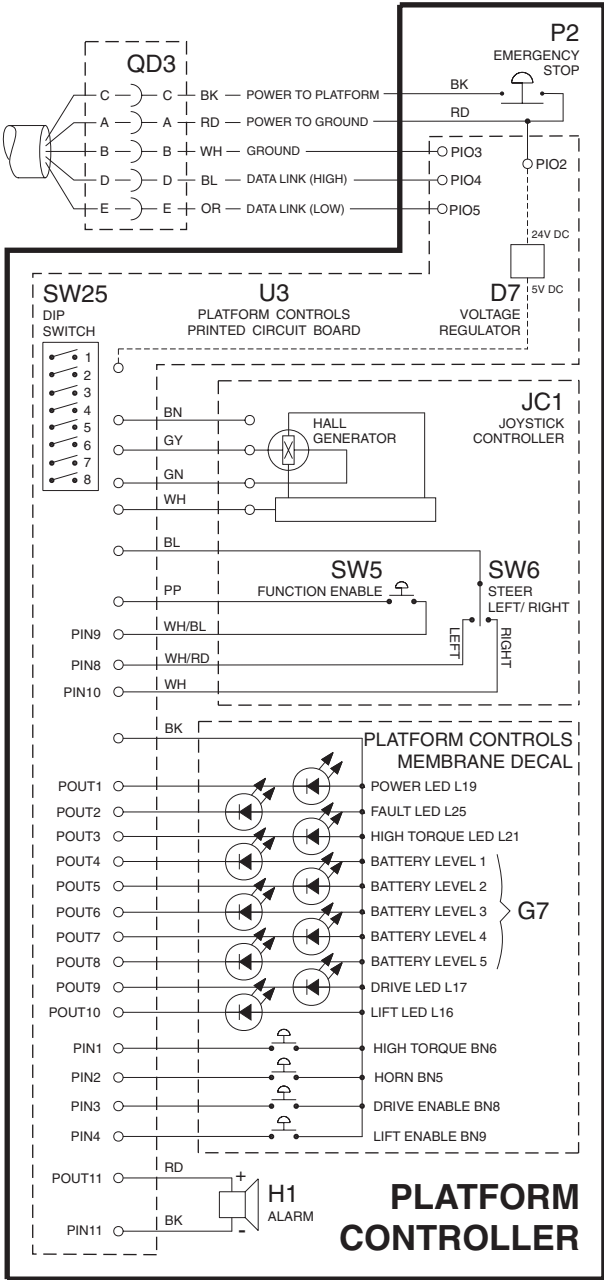 P2
EMERGENCY
STOP
QD3
C C BK POWER TO PLATFORM BK
A A RD POWER TO GROUND RD
B B WH GROUND PIO3
PIO2
D D BL DATA LINK (HIGH) PIO4
E E OR DATA LINK (LOW) PIO5
24V DC
5V DC
SW25
DIP
SWITCH
U3
PLATFORM CONTROLS
PRINTED CIRCUIT BOARD
D7
VOLTAGE
REGULATOR
1
2
3
4
5
6
7
8
JC1
JOYSTICK
CONTROLLER
BN
HALL
GENERATOR
GY
GN
WH
BL
SW5
FUNCTION ENABLE
SW6
STEER
LEFT/ RIGHT
PP
LEFT
RIGHT
PIN9 WH/BL
PIN8 WH/RD
PIN10 WH
BK
PLATFORM CONTROLS
MEMBRANE DECAL
POUT1 POWER LED L19
POUT2 FAULT LED L25
POUT3 HIGH TORQUE LED L21
POUT4 BATTERY LEVEL 1
POUT5 BATTERY LEVEL 2
POUT6 BATTERY LEVEL 3
G7
POUT7 BATTERY LEVEL 4
POUT8 BATTERY LEVEL 5
POUT9 DRIVE LED L17
POUT10 LIFT LED L16
PIN1 HIGH TORQUE BN6
PIN2 HORN BN5
PIN3 DRIVE ENABLE BN8
PIN4 LIFT ENABLE BN9
POUT11 RD
+
H1
ALARM
-
PIN11 BK
PLATFORM
CONTROLLER